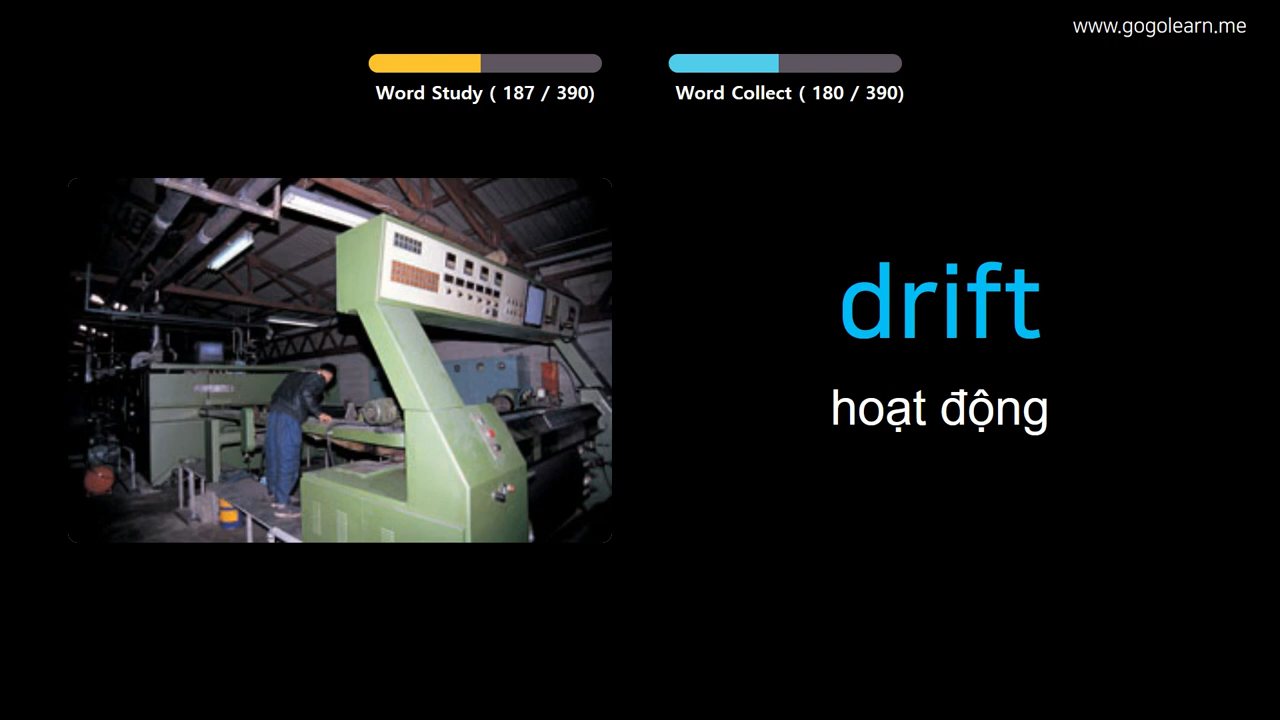 www.gogolearn.me
Word Study ( 187 / 390)
Word Collect ( 180 / 390)
drift
hoạt động